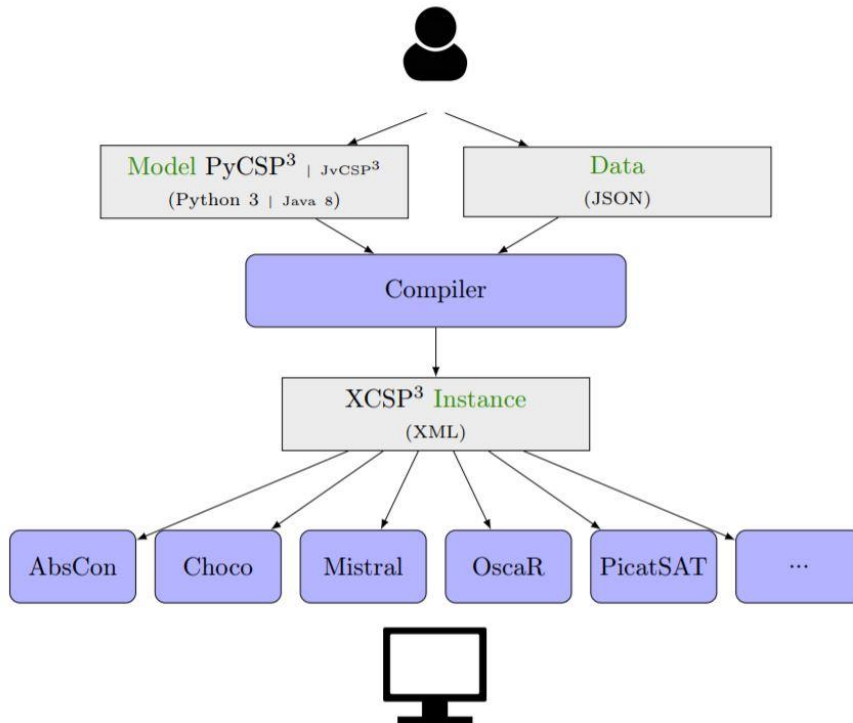 Model PyCSP³ | JvCSP³
(Python 3 | Java 8)
Data
(JSON)
Compiler
XCSP³ Instance
(XML)
AbsCon
Choco
Mistral
OscaR
PicatSAT
...